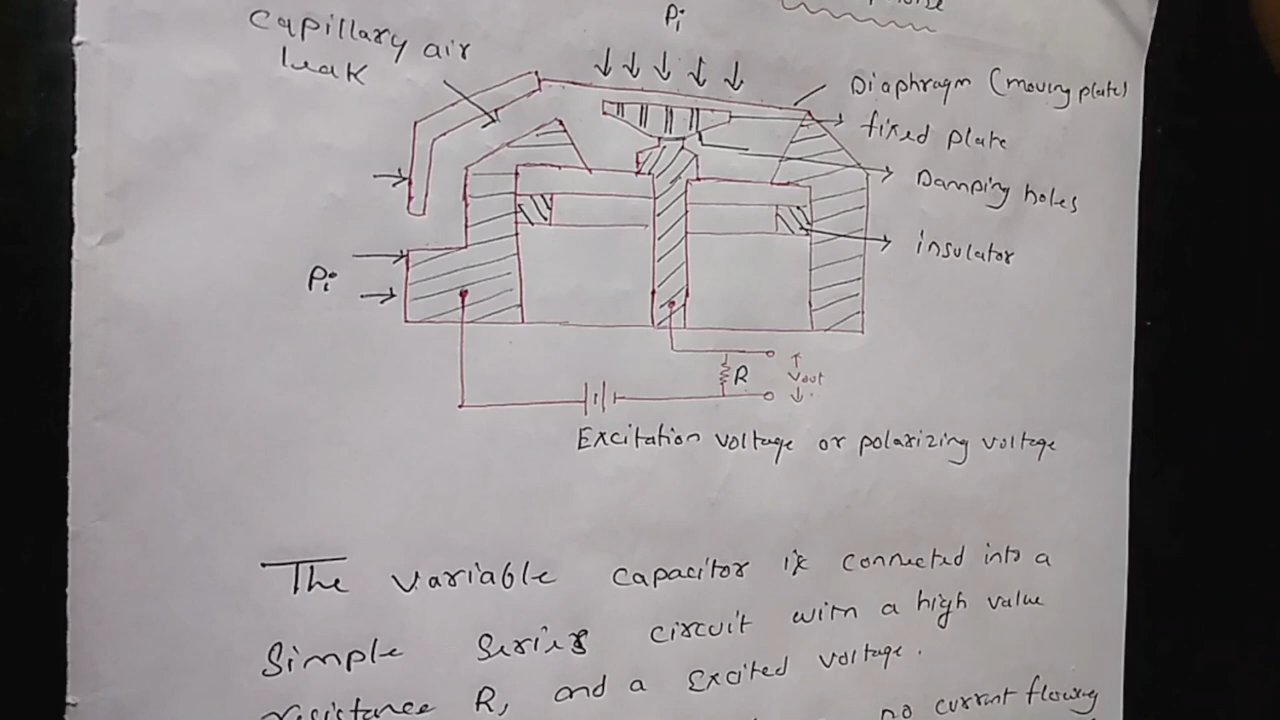 Capillary air
leak
Pi
Diaphragm (moving plate)
fixed plate
Damping holes
insulator
Pi
R
Vout
Excitation voltage or polarizing voltage
The variable capacitor is connected into a
Simple series circuit with a high value
resistance R, and a excited voltage.
no current flowing